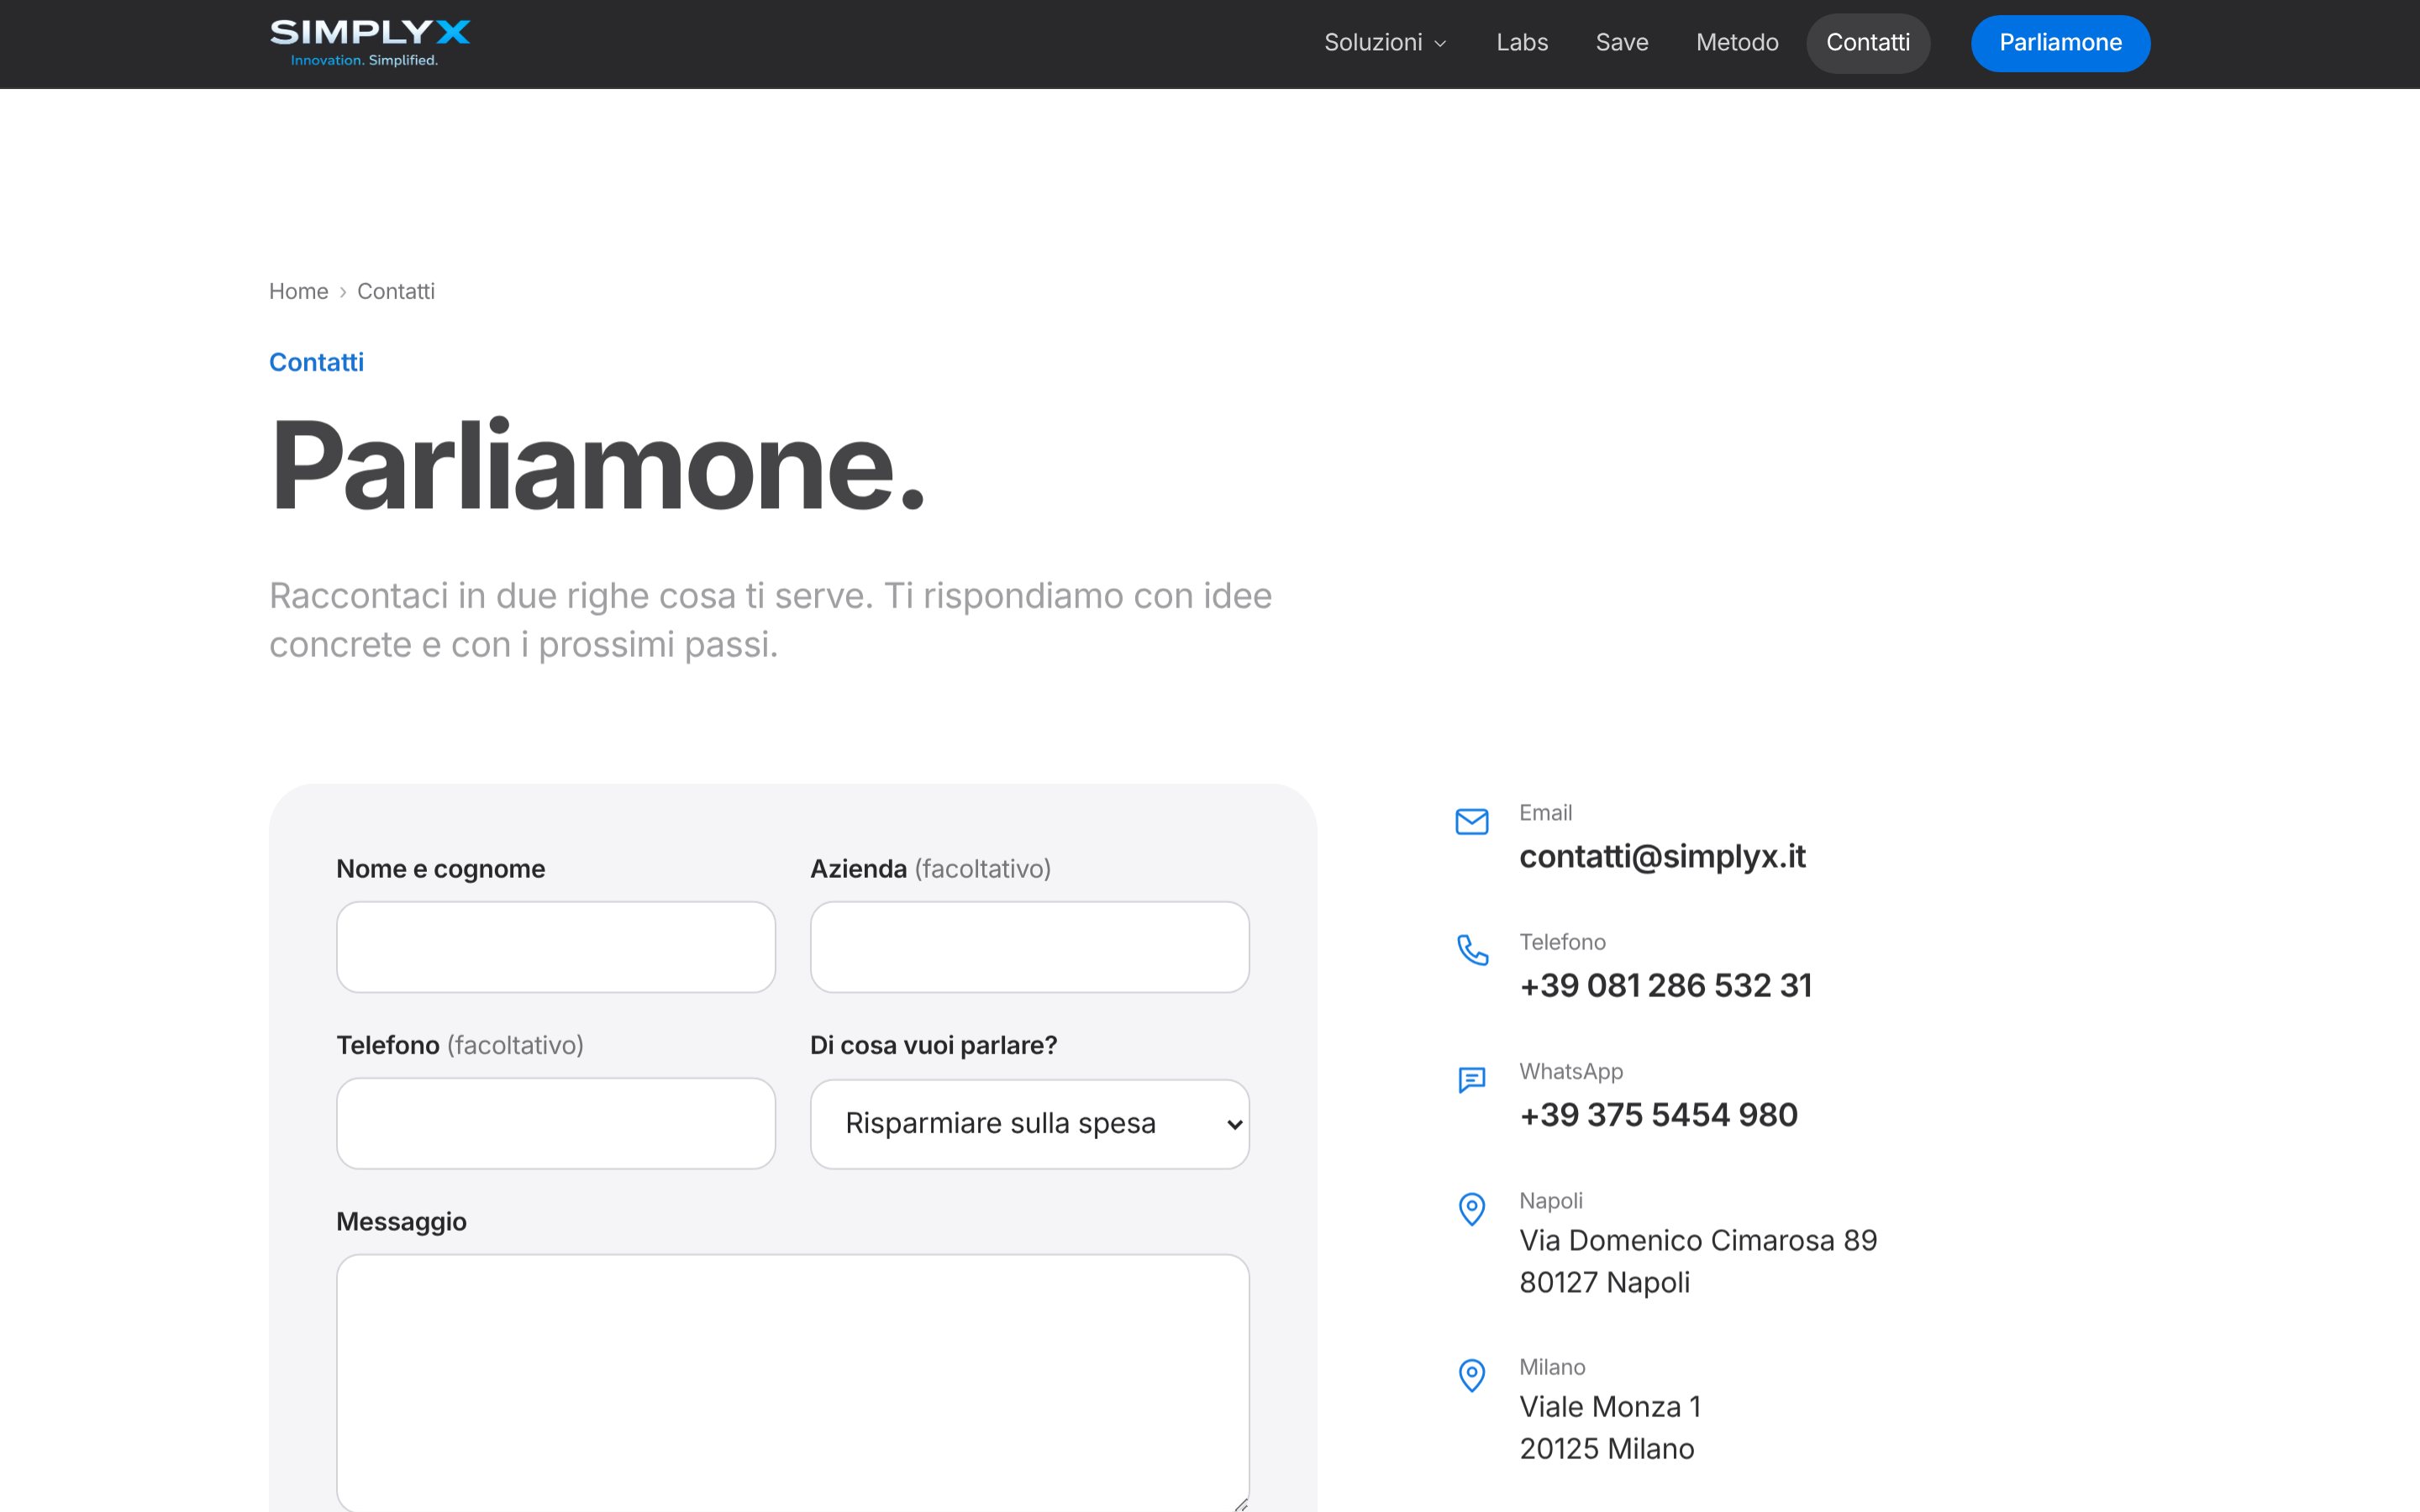 SIMPLYX
Innovation. Simplified.
Soluzioni
Labs
Save
Metodo
Contatti
Parliamone
Home › Contatti
Contatti
Parliamone.
Raccontaci in due righe cosa ti serve. Ti rispondiamo con idee
concrete e con i prossimi passi.
Nome e cognome
Azienda (facoltativo)
Telefono (facoltativo)
Di cosa vuoi parlare?
Risparmiare sulla spesa
Messaggio
Email
contatti@simplyx.it
Telefono
+39 081 286 532 31
WhatsApp
+39 375 5454 980
Napoli
Via Domenico Cimarosa 89
80127 Napoli
Milano
Viale Monza 1
20125 Milano